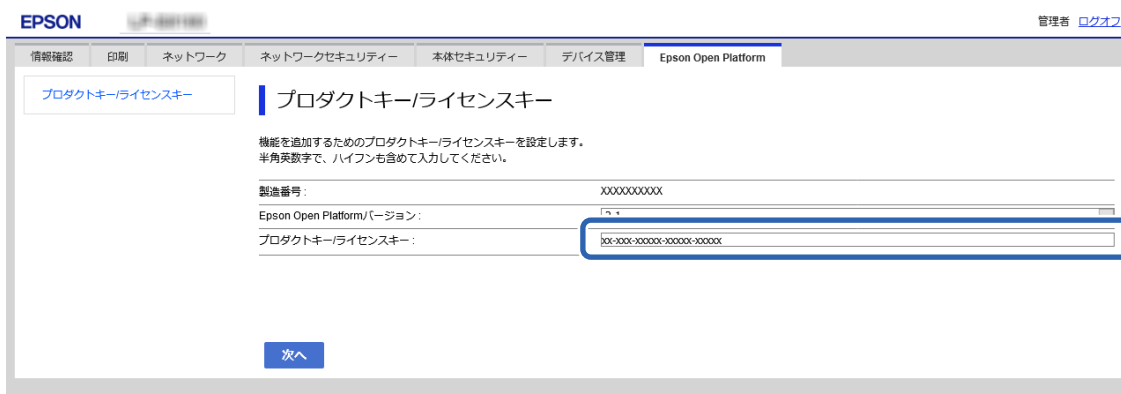 EPSON
管理者 ログオフ
情報確認 印刷 ネットワーク ネットワークセキュリティー 本体セキュリティー デバイス管理 Epson Open Platform
プロダクトキー/ライセンスキー
プロダクトキー/ライセンスキー
機能を追加するためのプロダクトキー/ライセンスキーを設定します。
半角英数字で、ハイフンも含めて入力してください。
製造番号 : XXXXXXXXXX
Epson Open Platformバージョン :
プロダクトキー/ライセンスキー : xx-xxx-xxxxx-xxxxx-xxxxx
次へ